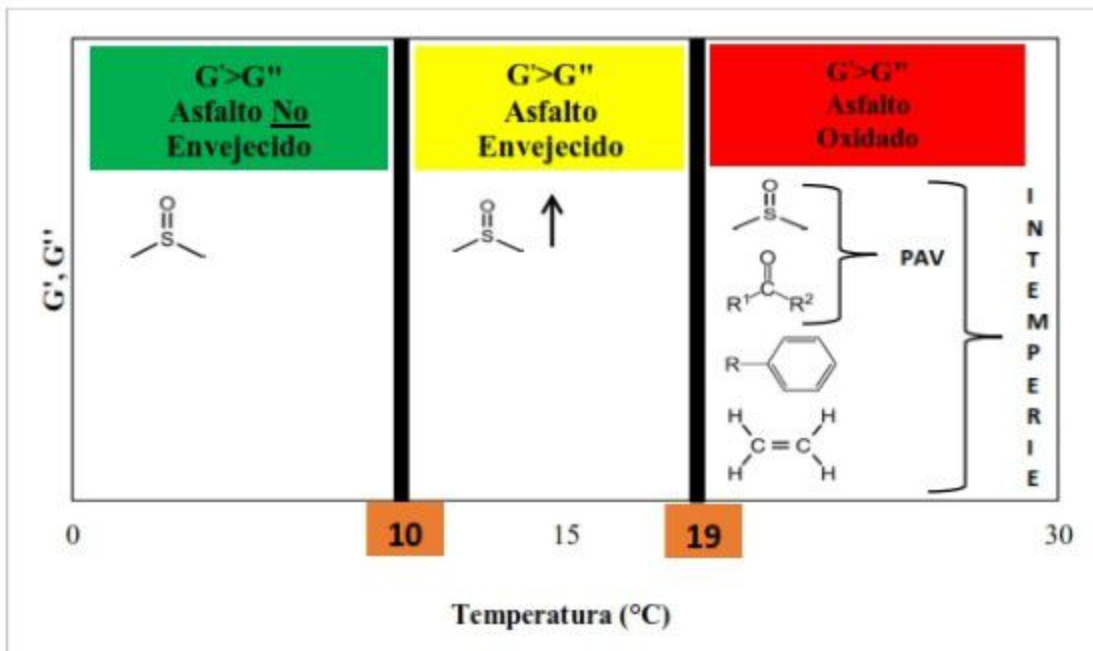 G'>G"
Asfalto No
Envejecido
G'>G"
Asfalto
Envejecido
G'>G"
Asfalto
Oxidado
G', G''
O
S
O
S
O
S
O
C
R1 R2
PAV
R
H H
C=C
H H
I
N
T
E
M
P
E
R
I
E
0 10 15 19 30
Temperatura (°C)